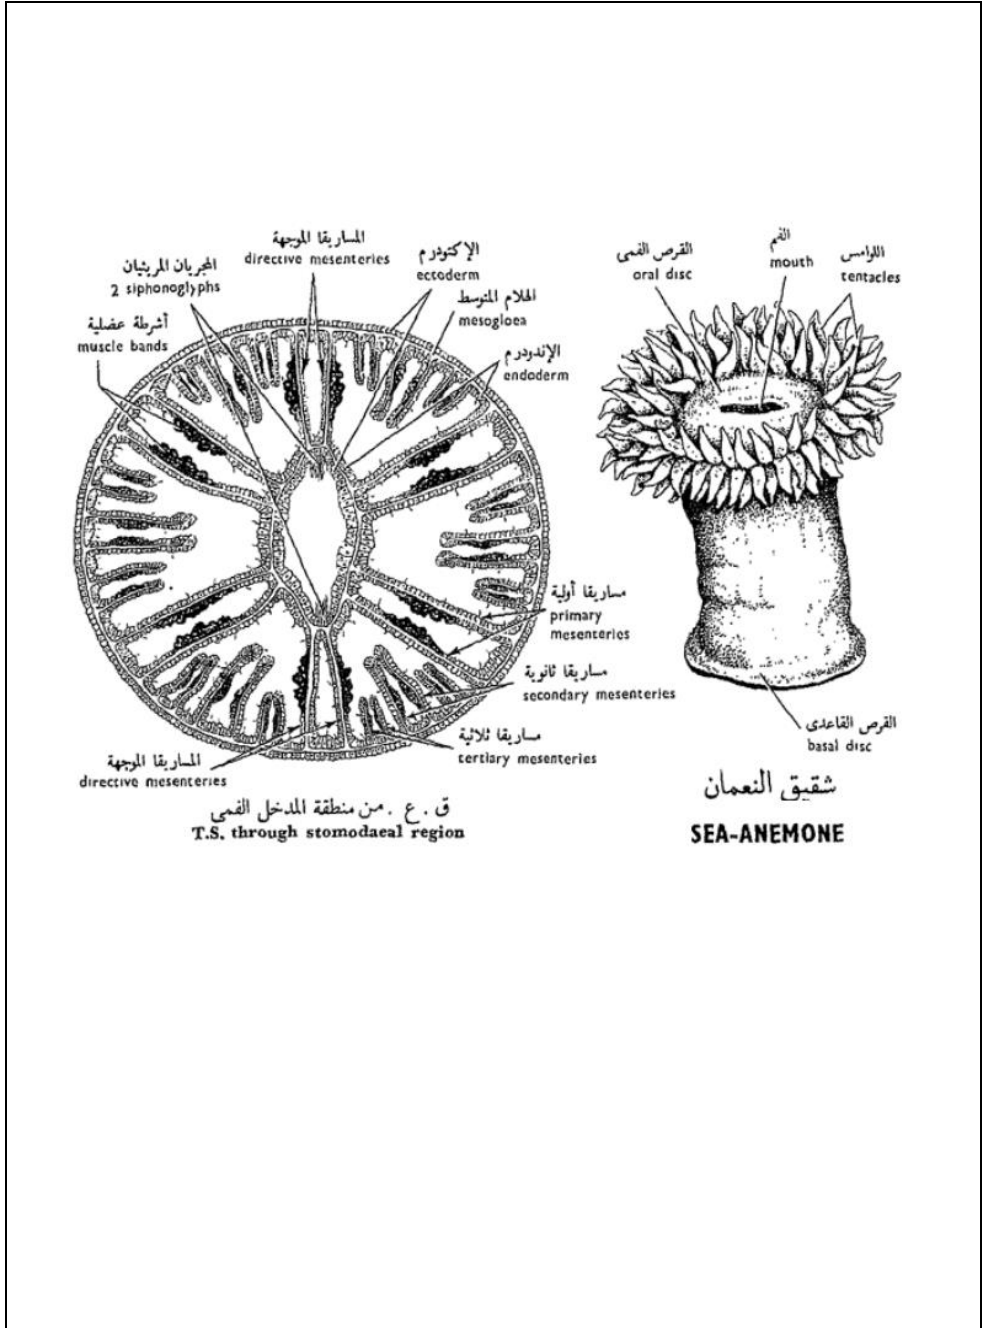 المساريقا الموجهة
directive mesenteries
الإكتودرم
ectoderm
المجريان المريئيان
2 siphonoglyphs
الهلام المتوسط
mesogloea
أشرطة عضلية
muscle bands
الإندودرم
endoderm
مساريقا أولية
primary
mesenteries
مساريقا ثانوية
secondary mesenteries
مساريقا ثلاثية
tertiary mesenteries
المساريقا الموجهة
directive mesenteries
ق . ع . من منطقة المدخل الفمى
T.S. through stomodaeal region
القرص الفمى
oral disc
الفم
mouth
اللوامس
tentacles
القرص القاعدى
basal disc
شقيق النعمان
SEA-ANEMONE